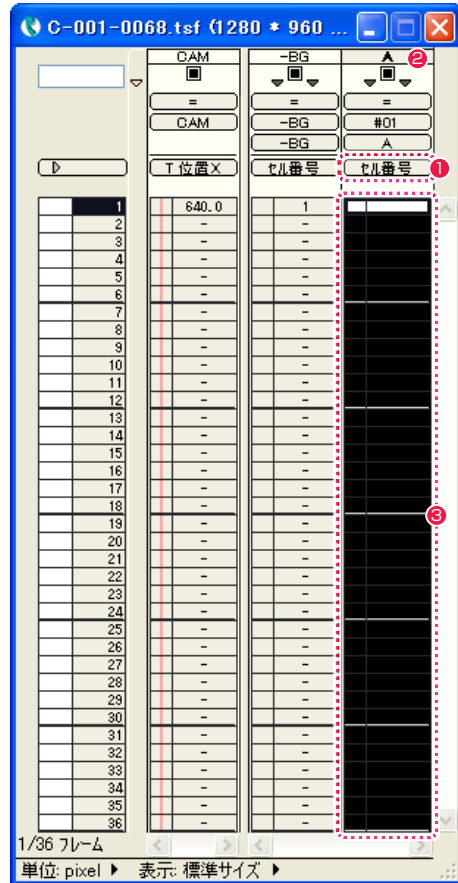 C-001-0068.tsf (1280 * 960 ...
CAM -BG A ❷
= = =
CAM -BG #01
-BG A
T位置X セル番号 セル番号 ❶
1 640.0 1
2 - -
3 - -
4 - -
5 - -
6 - -
7 - -
8 - -
9 - -
10 - -
11 - -
12 - -
13 - -
14 - -
15 - -
16 - -
17 - -
18 - -
19 - - ❸
20 - -
21 - -
22 - -
23 - -
24 - -
25 - -
26 - -
27 - -
28 - -
29 - -
30 - -
31 - -
32 - -
33 - -
34 - -
35 - -
36 - -
1/36 フレーム
単位: pixel ▶ 表示: 標準サイズ ▶